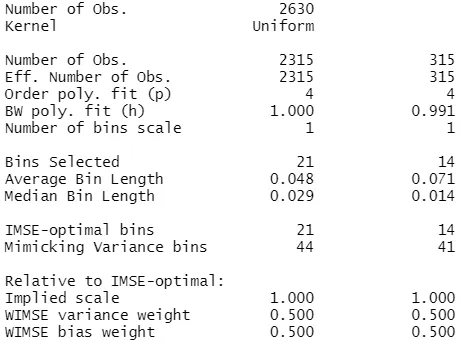 Number of Obs. 2630
Kernel Uniform
Number of Obs. 2315 315
Eff. Number of Obs. 2315 315
Order poly. fit (p) 4 4
BW poly. fit (h) 1.000 0.991
Number of bins scale 1 1
Bins Selected 21 14
Average Bin Length 0.048 0.071
Median Bin Length 0.029 0.014
IMSE-optimal bins 21 14
Mimicking Variance bins 44 41
Relative to IMSE-optimal:
Implied scale 1.000 1.000
WIMSE variance weight 0.500 0.500
WIMSE bias weight 0.500 0.500